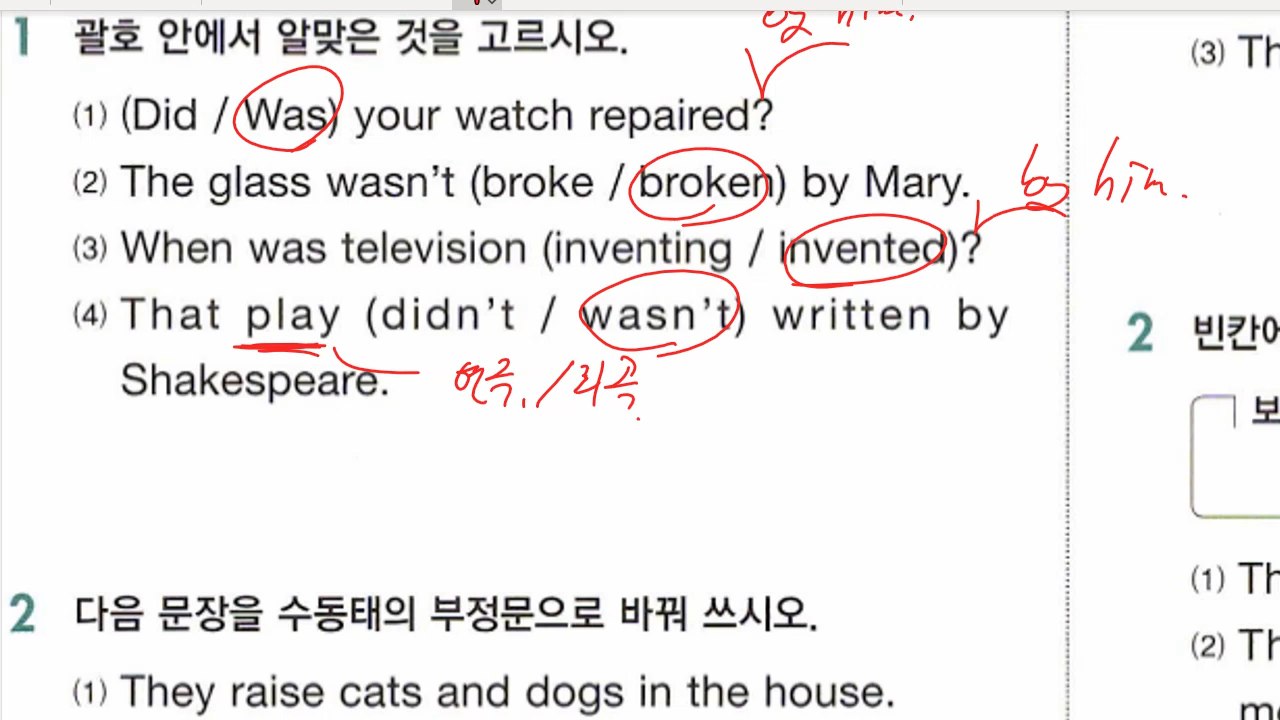 by him.
1 괄호 안에서 알맞은 것을 고르시오.
(1) (Did / Was) your watch repaired?
(2) The glass wasn't (broke / broken) by Mary.
by him.
(3) When was television (inventing / invented)?
(4) That play (didn't / wasn't) written by
Shakespeare.
연극. / 희곡.
2 다음 문장을 수동태의 부정문으로 바꿔 쓰시오.
(1) They raise cats and dogs in the house.
(3)
2 빈칸에
(1)
(2)